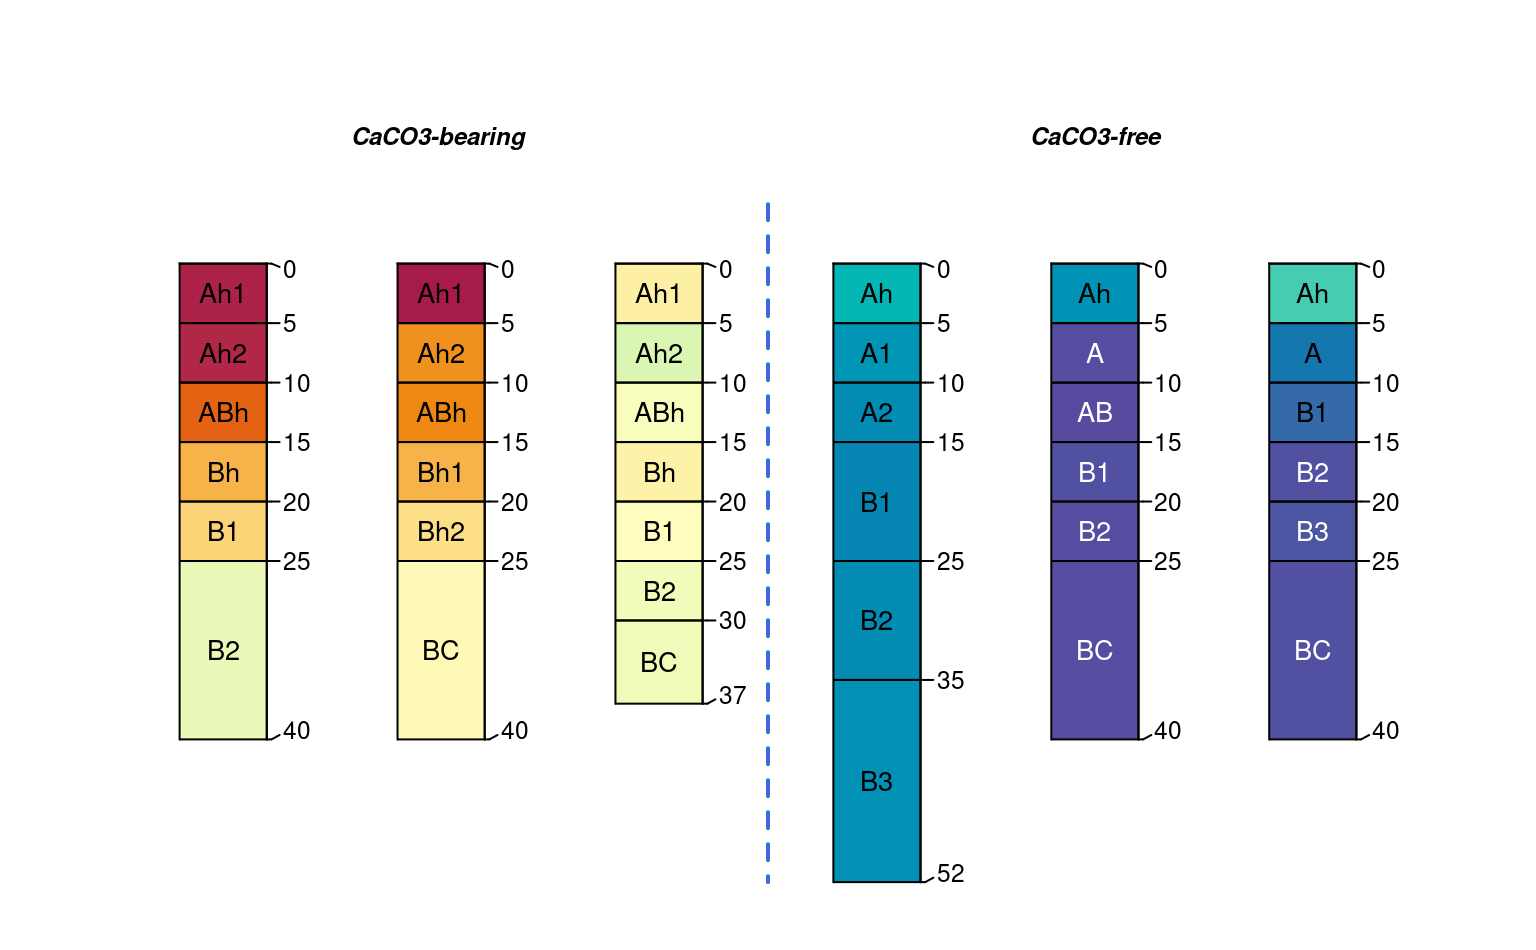 CaCO3-bearing CaCO3-free
0 0 0 0 0 0
Ah1 Ah1 Ah1 Ah Ah Ah
5 5 5 5 5 5
Ah2 Ah2 Ah2 A1 A A
10 10 10 10 10 10
ABh ABh ABh A2 AB B1
15 15 15 15 15 15
Bh Bh1 Bh B1 B1 B2
20 20 20 20 20
B1 Bh2 B1 B2 B3
25 25 25 25 25 25
B2 B2
30
B2 BC BC BC BC
35
37
40 40 40 40
B3
52